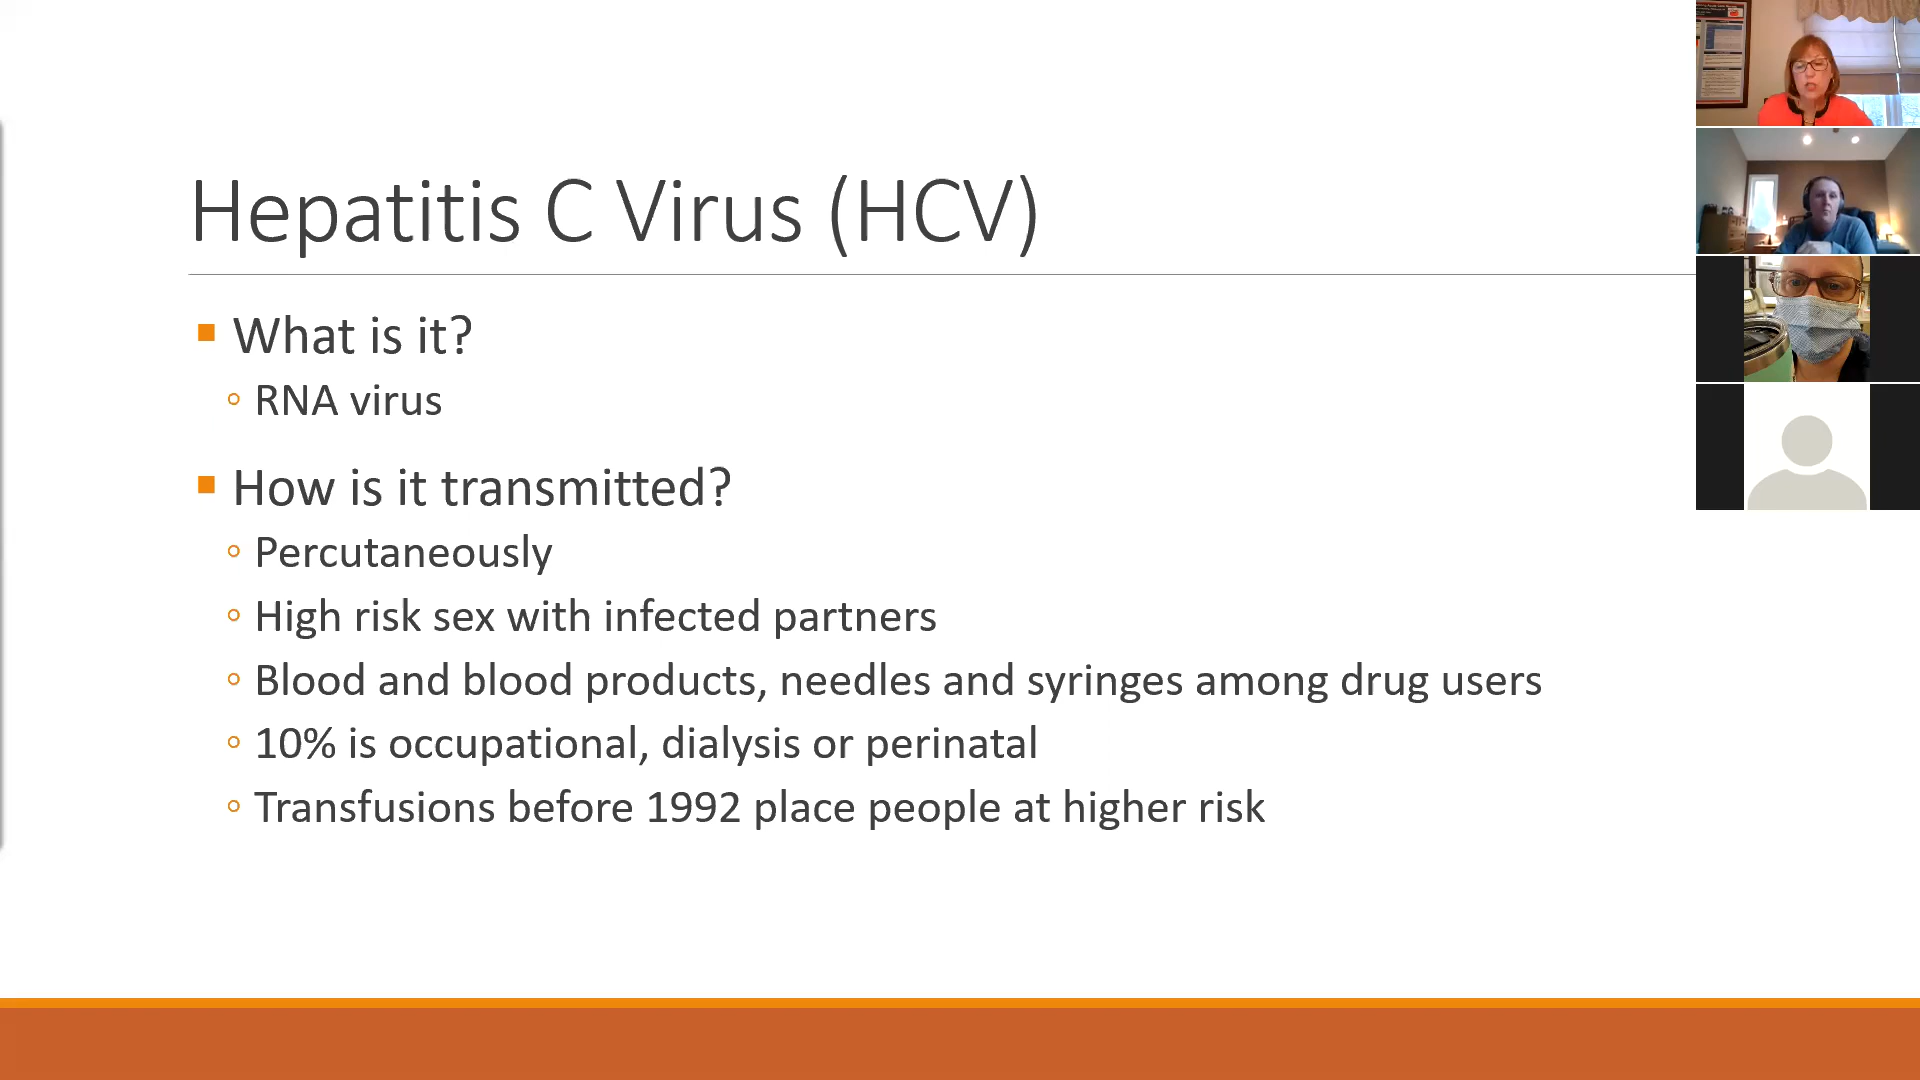 Hepatitis C Virus (HCV)
What is it?
RNA virus
How is it transmitted?
Percutaneously
High risk sex with infected partners
Blood and blood products, needles and syringes among drug users
10% is occupational, dialysis or perinatal
Transfusions before 1992 place people at higher risk